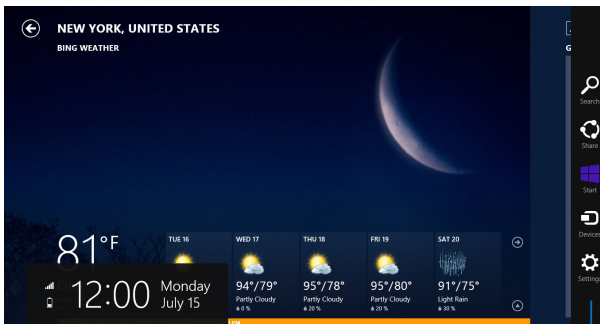 NEW YORK, UNITED STATES
BING WEATHER
Search
Share
Start
Devices
Settings
81°F
TUE 16
WED 17
94°/79°
Partly Cloudy
0 %
THU 18
95°/78°
Partly Cloudy
20 %
FRI 19
95°/80°
Partly Cloudy
20 %
SAT 20
91°/75°
Light Rain
30 %
12:00
Monday
July 15
PM